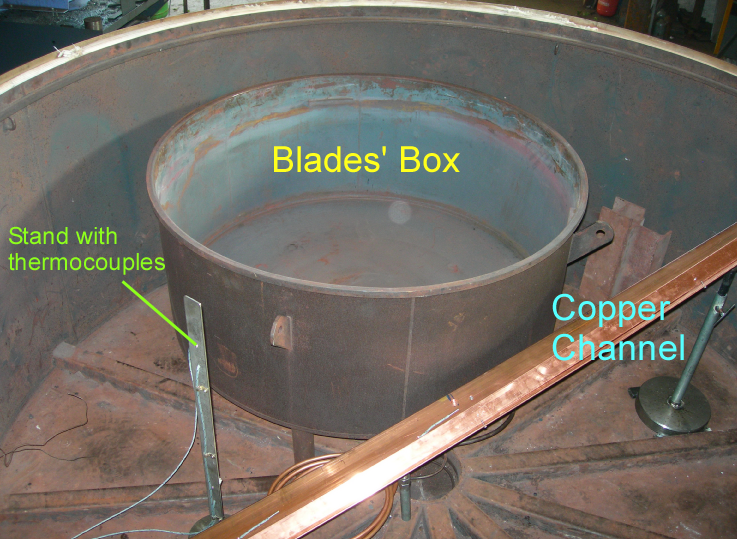 Blades' Box
Stand with
thermocouples
Copper
Channel